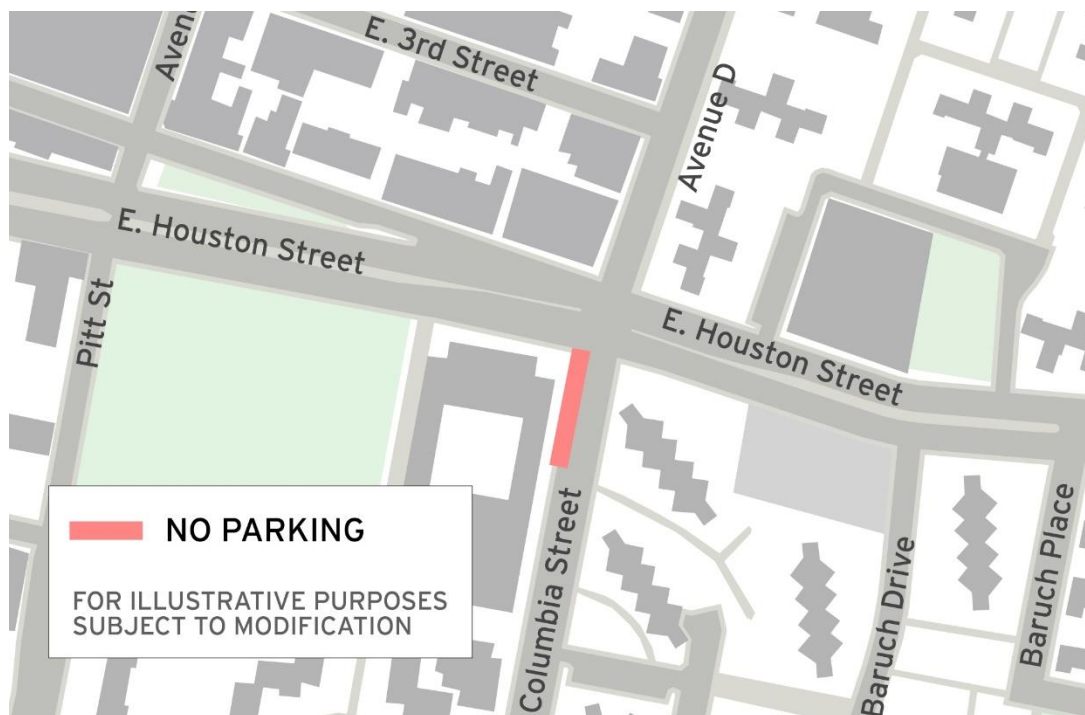 Avenu
E. 3rd Street
Avenue D
E. Houston Street
E. Houston Street
Pitt St
Columbia Street
Baruch Drive
Baruch Place
NO PARKING
FOR ILLUSTRATIVE PURPOSES
SUBJECT TO MODIFICATION